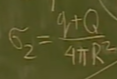 σ₂ = (q+Q) / (4πR²)